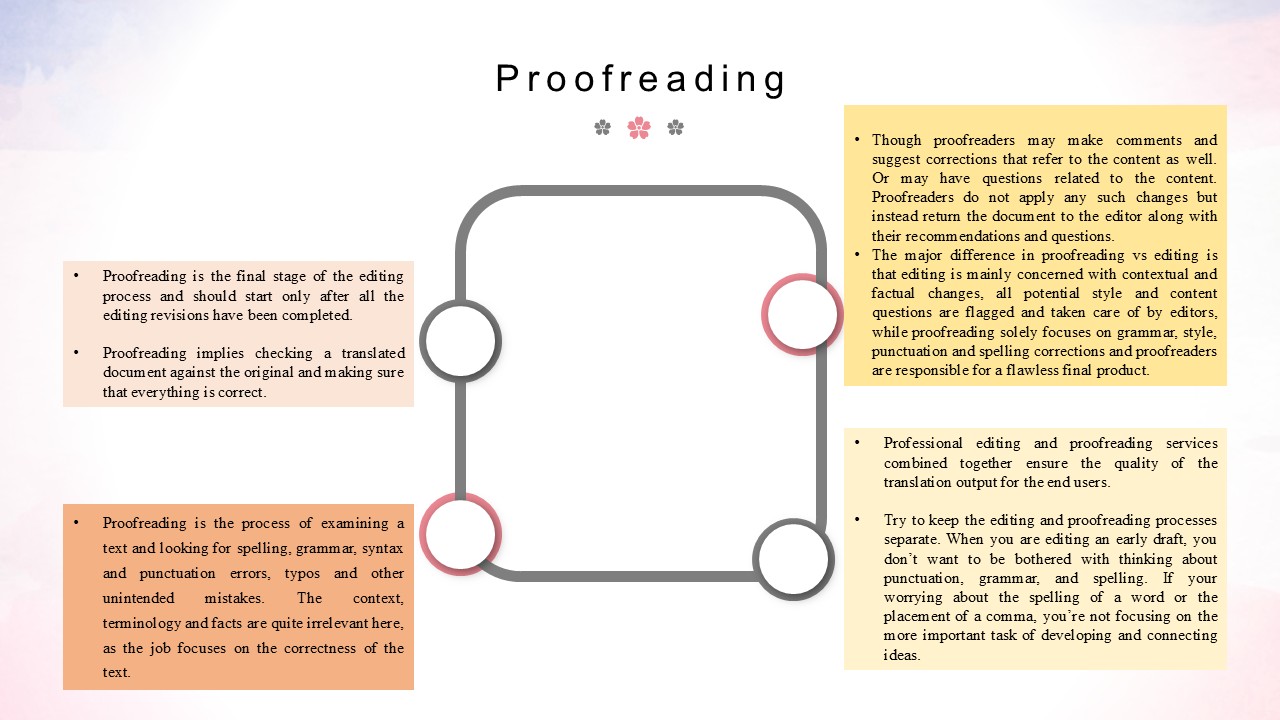 Proofreading
• Proofreading is the final stage of the editing
process and should start only after all the
editing revisions have been completed.
• Proofreading implies checking a translated
document against the original and making sure
that everything is correct.
• Proofreading is the process of examining a
text and looking for spelling, grammar, syntax
and punctuation errors, typos and other
unintended mistakes. The context,
terminology and facts are quite irrelevant here,
as the job focuses on the correctness of the
text.
• Though proofreaders may make comments and
suggest corrections that refer to the content as well.
Or may have questions related to the content.
Proofreaders do not apply any such changes but
instead return the document to the editor along with
their recommendations and questions.
• The major difference in proofreading vs editing is
that editing is mainly concerned with contextual and
factual changes, all potential style and content
questions are flagged and taken care of by editors,
while proofreading solely focuses on grammar, style,
punctuation and spelling corrections and proofreaders
are responsible for a flawless final product.
• Professional editing and proofreading services
combined together ensure the quality of the
translation output for the end users.
• Try to keep the editing and proofreading processes
separate. When you are editing an early draft, you
don’t want to be bothered with thinking about
punctuation, grammar, and spelling. If your
worrying about the spelling of a word or the
placement of a comma, you’re not focusing on the
more important task of developing and connecting
ideas.